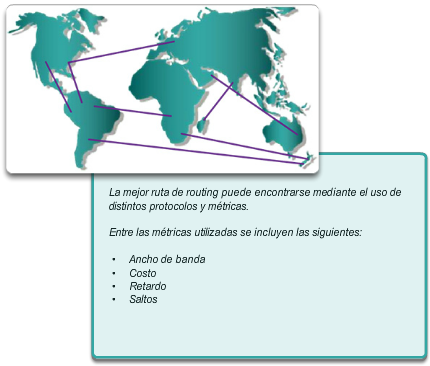 La mejor ruta de routing puede encontrarse mediante el uso de
distintos protocolos y métricas.
Entre las métricas utilizadas se incluyen las siguientes:
• Ancho de banda
• Costo
• Retardo
• Saltos